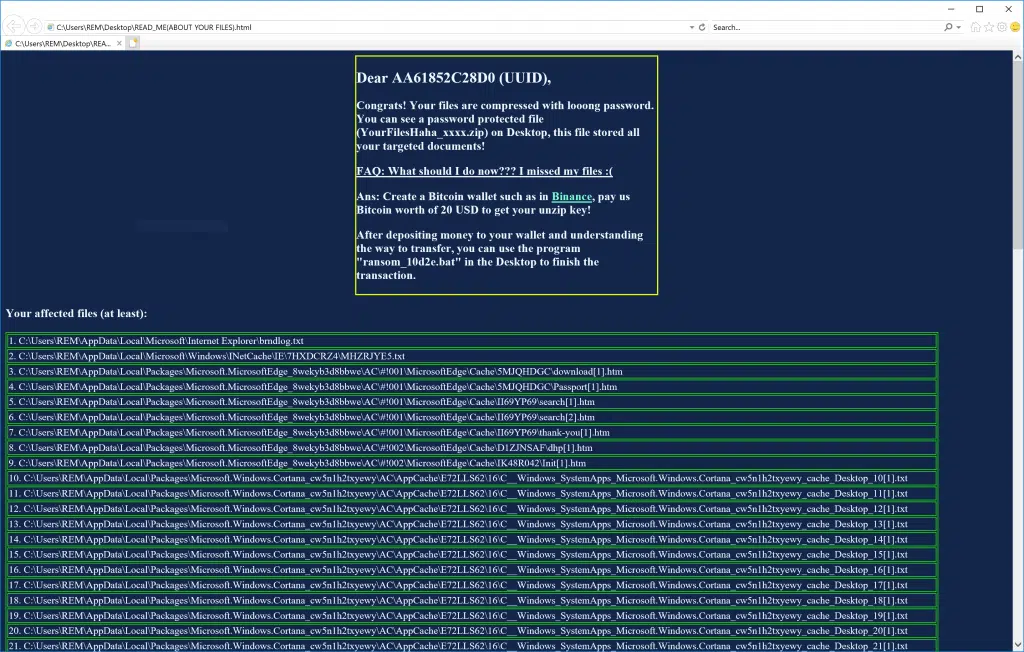 C:\Users\REM\Desktop\READ_ME(ABOUT YOUR FILES).html
Search...
C:\Users\REM\Desktop\REA...
Dear AA61852C28D0 (UUID),
Congrats! Your files are compressed with looong password.
You can see a password protected file
(YourFilesHaha_xxxx.zip) on Desktop, this file stored all
your targeted documents!
FAQ: What should I do now??? I missed my files :(
Ans: Create a Bitcoin wallet such as in Binance, pay us
Bitcoin worth of 20 USD to get your unzip key!
After depositing money to your wallet and understanding
the way to transfer, you can use the program
"ransom_10d2e.bat" in the Desktop to finish the
transaction.
Your affected files (at least):
1. C:\Users\REM\AppData\Local\Microsoft\Internet Explorer\brndlog.txt
2. C:\Users\REM\AppData\Local\Microsoft\Windows\INetCache\IE\7HXDCRZ4\MHZRJYE5.txt
3. C:\Users\REM\AppData\Local\Packages\Microsoft.MicrosoftEdge_8wekyb3d8bbwe\AC\#!001\MicrosoftEdge\Cache\5MJQHDGC\download[1].htm
4. C:\Users\REM\AppData\Local\Packages\Microsoft.MicrosoftEdge_8wekyb3d8bbwe\AC\#!001\MicrosoftEdge\Cache\5MJQHDGC\Passport[1].htm
5. C:\Users\REM\AppData\Local\Packages\Microsoft.MicrosoftEdge_8wekyb3d8bbwe\AC\#!001\MicrosoftEdge\Cache\II69YP69\search[1].htm
6. C:\Users\REM\AppData\Local\Packages\Microsoft.MicrosoftEdge_8wekyb3d8bbwe\AC\#!001\MicrosoftEdge\Cache\II69YP69\search[2].htm
7. C:\Users\REM\AppData\Local\Packages\Microsoft.MicrosoftEdge_8wekyb3d8bbwe\AC\#!001\MicrosoftEdge\Cache\II69YP69\thank-you[1].htm
8. C:\Users\REM\AppData\Local\Packages\Microsoft.MicrosoftEdge_8wekyb3d8bbwe\AC\#!002\MicrosoftEdge\Cache\D1ZJNSAF\dhp[1].htm
9. C:\Users\REM\AppData\Local\Packages\Microsoft.MicrosoftEdge_8wekyb3d8bbwe\AC\#!002\MicrosoftEdge\Cache\IK48R042\Init[1].htm
10. C:\Users\REM\AppData\Local\Packages\Microsoft.Windows.Cortana_cw5n1h2txyewy\AC\AppCache\E72LLS62\16\C__Windows_SystemApps_Microsoft.Windows.Cortana_cw5n1h2txyewy_cache_Desktop_10[1].txt
11. C:\Users\REM\AppData\Local\Packages\Microsoft.Windows.Cortana_cw5n1h2txyewy\AC\AppCache\E72LLS62\16\C__Windows_SystemApps_Microsoft.Windows.Cortana_cw5n1h2txyewy_cache_Desktop_11[1].txt
12. C:\Users\REM\AppData\Local\Packages\Microsoft.Windows.Cortana_cw5n1h2txyewy\AC\AppCache\E72LLS62\16\C__Windows_SystemApps_Microsoft.Windows.Cortana_cw5n1h2txyewy_cache_Desktop_12[1].txt
13. C:\Users\REM\AppData\Local\Packages\Microsoft.Windows.Cortana_cw5n1h2txyewy\AC\AppCache\E72LLS62\16\C__Windows_SystemApps_Microsoft.Windows.Cortana_cw5n1h2txyewy_cache_Desktop_13[1].txt
14. C:\Users\REM\AppData\Local\Packages\Microsoft.Windows.Cortana_cw5n1h2txyewy\AC\AppCache\E72LLS62\16\C__Windows_SystemApps_Microsoft.Windows.Cortana_cw5n1h2txyewy_cache_Desktop_14[1].txt
15. C:\Users\REM\AppData\Local\Packages\Microsoft.Windows.Cortana_cw5n1h2txyewy\AC\AppCache\E72LLS62\16\C__Windows_SystemApps_Microsoft.Windows.Cortana_cw5n1h2txyewy_cache_Desktop_15[1].txt
16. C:\Users\REM\AppData\Local\Packages\Microsoft.Windows.Cortana_cw5n1h2txyewy\AC\AppCache\E72LLS62\16\C__Windows_SystemApps_Microsoft.Windows.Cortana_cw5n1h2txyewy_cache_Desktop_16[1].txt
17. C:\Users\REM\AppData\Local\Packages\Microsoft.Windows.Cortana_cw5n1h2txyewy\AC\AppCache\E72LLS62\16\C__Windows_SystemApps_Microsoft.Windows.Cortana_cw5n1h2txyewy_cache_Desktop_17[1].txt
18. C:\Users\REM\AppData\Local\Packages\Microsoft.Windows.Cortana_cw5n1h2txyewy\AC\AppCache\E72LLS62\16\C__Windows_SystemApps_Microsoft.Windows.Cortana_cw5n1h2txyewy_cache_Desktop_18[1].txt
19. C:\Users\REM\AppData\Local\Packages\Microsoft.Windows.Cortana_cw5n1h2txyewy\AC\AppCache\E72LLS62\16\C__Windows_SystemApps_Microsoft.Windows.Cortana_cw5n1h2txyewy_cache_Desktop_19[1].txt
20. C:\Users\REM\AppData\Local\Packages\Microsoft.Windows.Cortana_cw5n1h2txyewy\AC\AppCache\E72LLS62\16\C__Windows_SystemApps_Microsoft.Windows.Cortana_cw5n1h2txyewy_cache_Desktop_20[1].txt
21. C:\Users\REM\AppData\Local\Packages\Microsoft.Windows.Cortana_cw5n1h2txyewy\AC\AppCache\E72LLS62\16\C__Windows_SystemApps_Microsoft.Windows.Cortana_cw5n1h2txyewy_cache_Desktop_21[1].txt